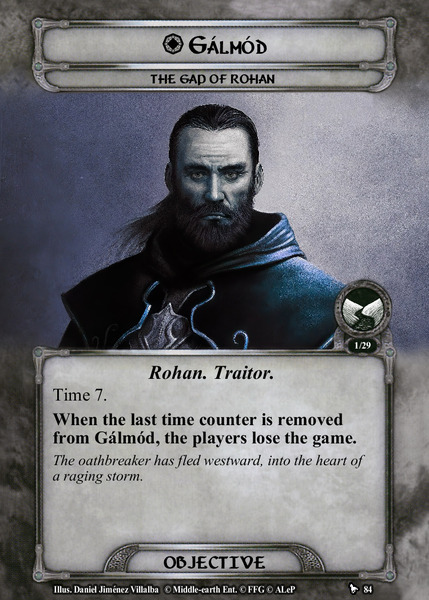 GÁLMÓD
THE GAP OF ROHAN
1/29
Rohan. Traitor.
Time 7.
When the last time counter is removed
from Gálmód, the players lose the game.
The oathbreaker has fled westward, into the heart of
a raging storm.
OBJECTIVE
Illus. Daniel Jiménez Villalba © Middle-earth Ent. © FFG © ALeP 84